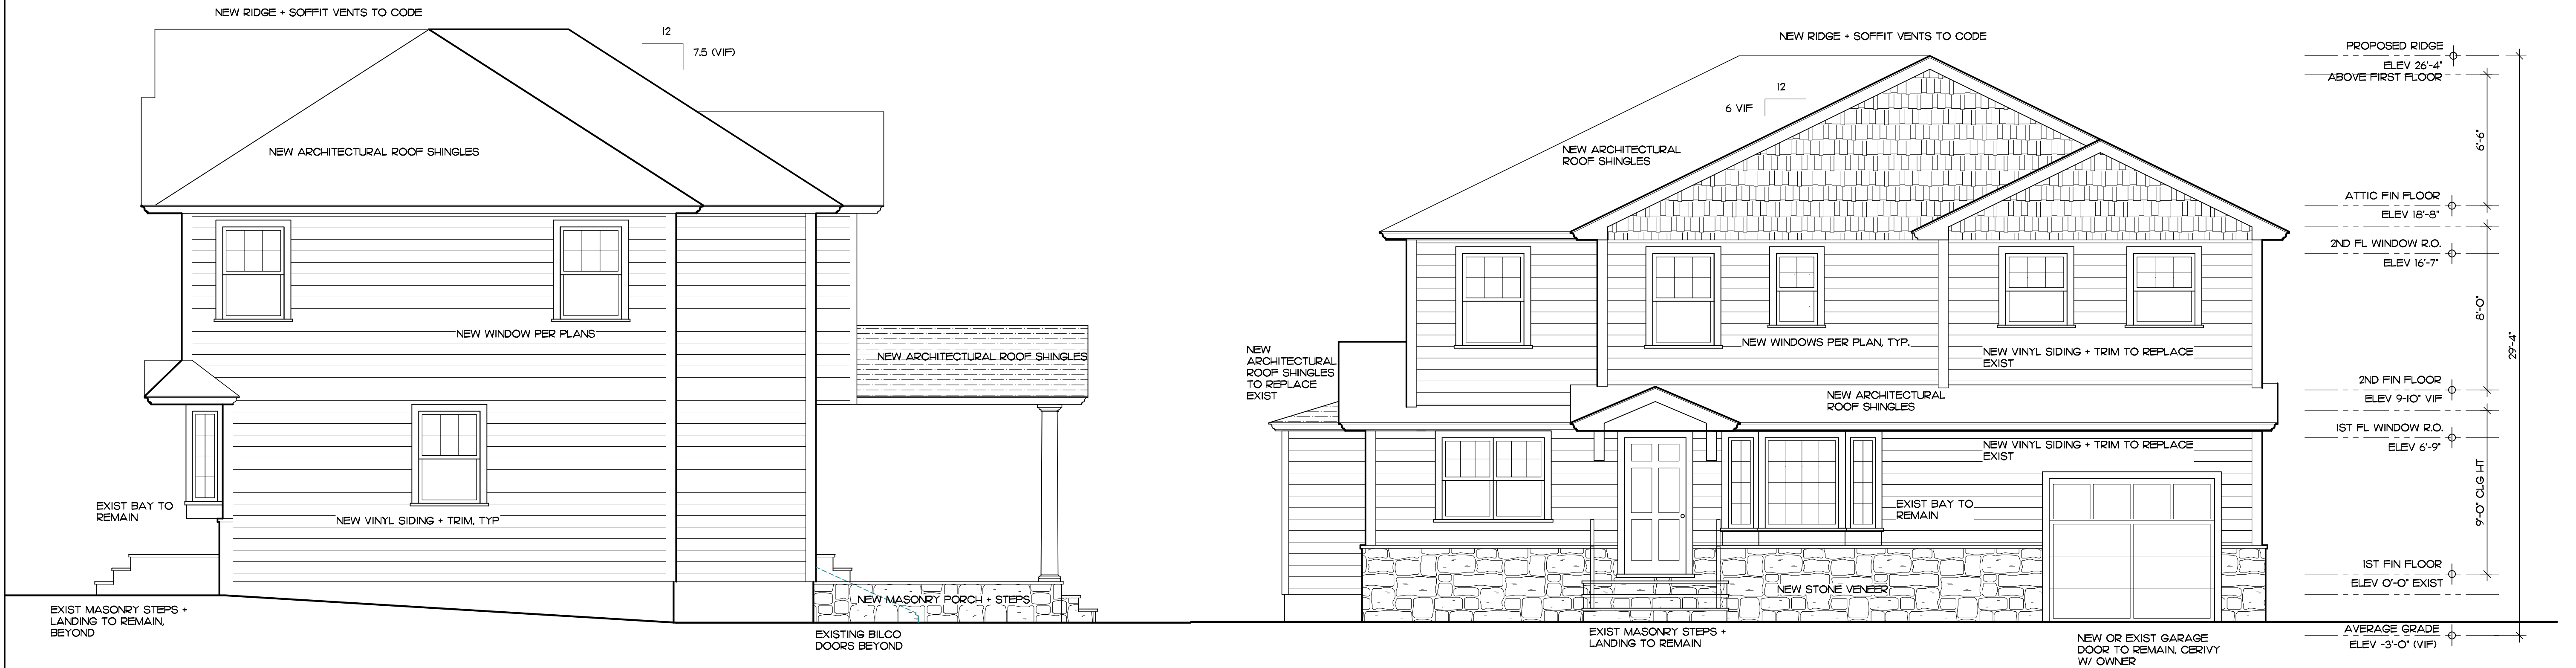 NEW RIDGE + SOFFIT VENTS TO CODE
12
7.5 (VIF)
NEW ARCHITECTURAL ROOF SHINGLES
NEW WINDOW PER PLANS
NEW ARCHITECTURAL ROOF SHINGLES
EXIST BAY TO
REMAIN
NEW VINYL SIDING + TRIM, TYP
NEW MASONRY PORCH + STEPS
EXIST MASONRY STEPS +
LANDING TO REMAIN,
BEYOND
EXISTING BILCO
DOORS BEYOND
NEW RIDGE + SOFFIT VENTS TO CODE
12
6 VIF
NEW ARCHITECTURAL
ROOF SHINGLES
NEW WINDOWS PER PLAN, TYP.
NEW VINYL SIDING + TRIM TO REPLACE
EXIST
NEW
ARCHITECTURAL
ROOF SHINGLES
TO REPLACE
EXIST
NEW ARCHITECTURAL
ROOF SHINGLES
NEW VINYL SIDING + TRIM TO REPLACE
EXIST
EXIST BAY TO
REMAIN
NEW STONE VENEER
EXIST MASONRY STEPS +
LANDING TO REMAIN
NEW OR EXIST GARAGE
DOOR TO REMAIN, CERIVY
W/ OWNER
PROPOSED RIDGE
ELEV 26'-4"
ABOVE FIRST FLOOR
6'-6"
ATTIC FIN FLOOR
ELEV 18'-8"
2ND FL WINDOW R.O.
ELEV 16'-7"
8'-0"
29'-4"
2ND FIN FLOOR
ELEV 9'-10" VIF
1ST FL WINDOW R.O.
ELEV 6'-9"
9'-0" CLG HT
1ST FIN FLOOR
ELEV 0'-0" EXIST
AVERAGE GRADE
ELEV -3'-0" (VIF)